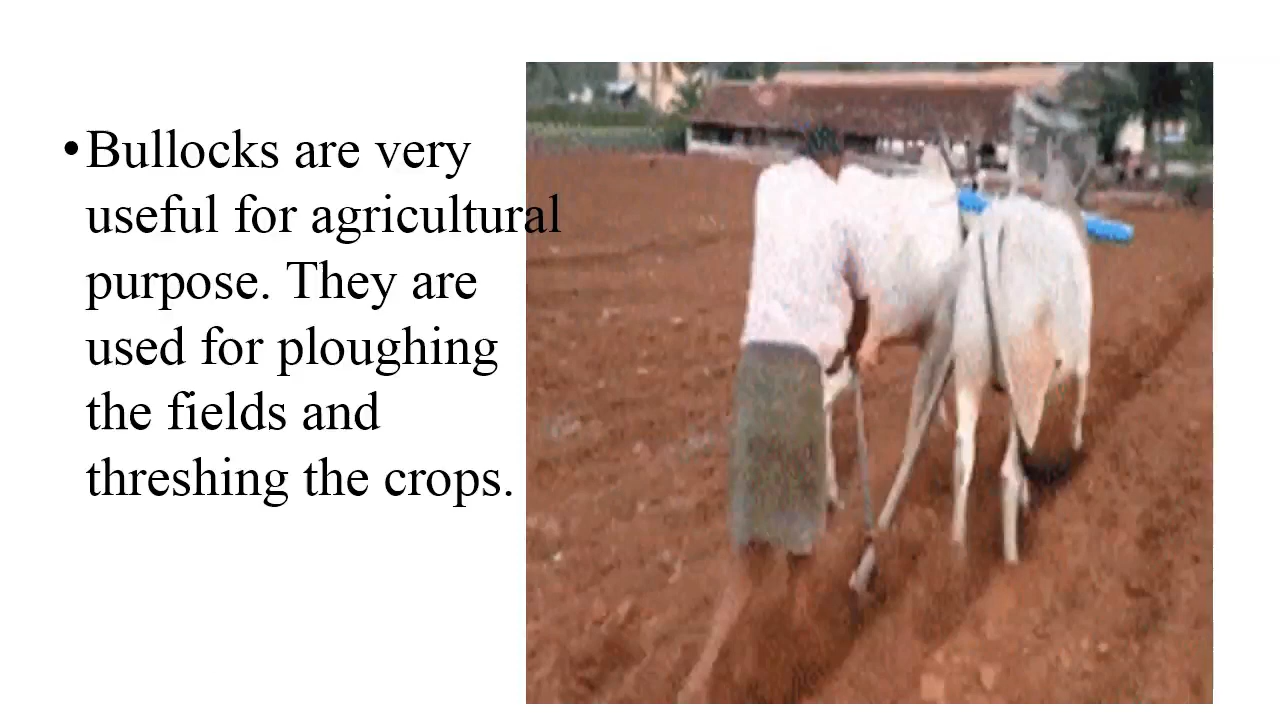 •Bullocks are very
useful for agricultural
purpose. They are
used for ploughing
the fields and
threshing the crops.